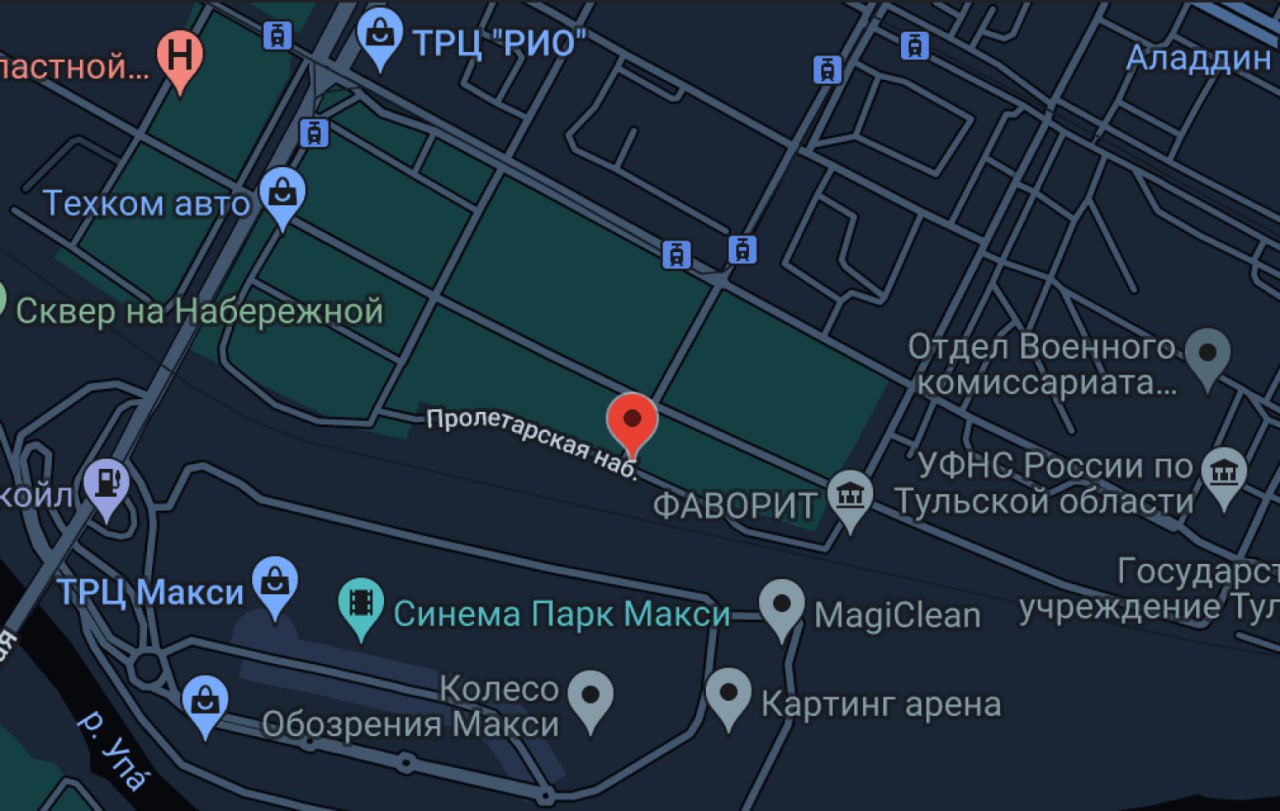 ТРЦ "РИО"
ластной...
Аладдин
Техком авто
Сквер на Набережной
Отдел Военного
комиссариата...
Пролетарская наб.
УФНС России по
Тульской области
ФАВОРИТ
койл
Государст
учреждение Тул
ТРЦ Макси
Синема Парк Макси
MagiClean
ая
Колесо
Обозрения Макси
Картинг арена
р. Упа́